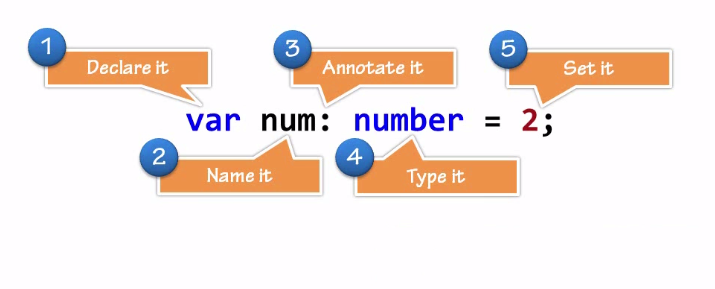 1
Declare it
3
Annotate it
5
Set it
var num: number = 2;
2
Name it
4
Type it